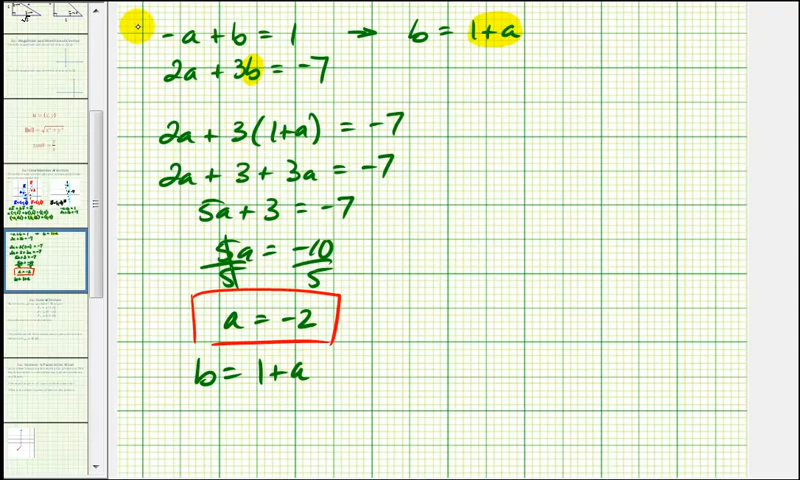 -a + b = 1 → b = 1+a
2a + 3b = -7
2a + 3(1+a) = -7
2a + 3 + 3a = -7
5a + 3 = -7
5a = -10
5 5
a = -2
b = 1+a